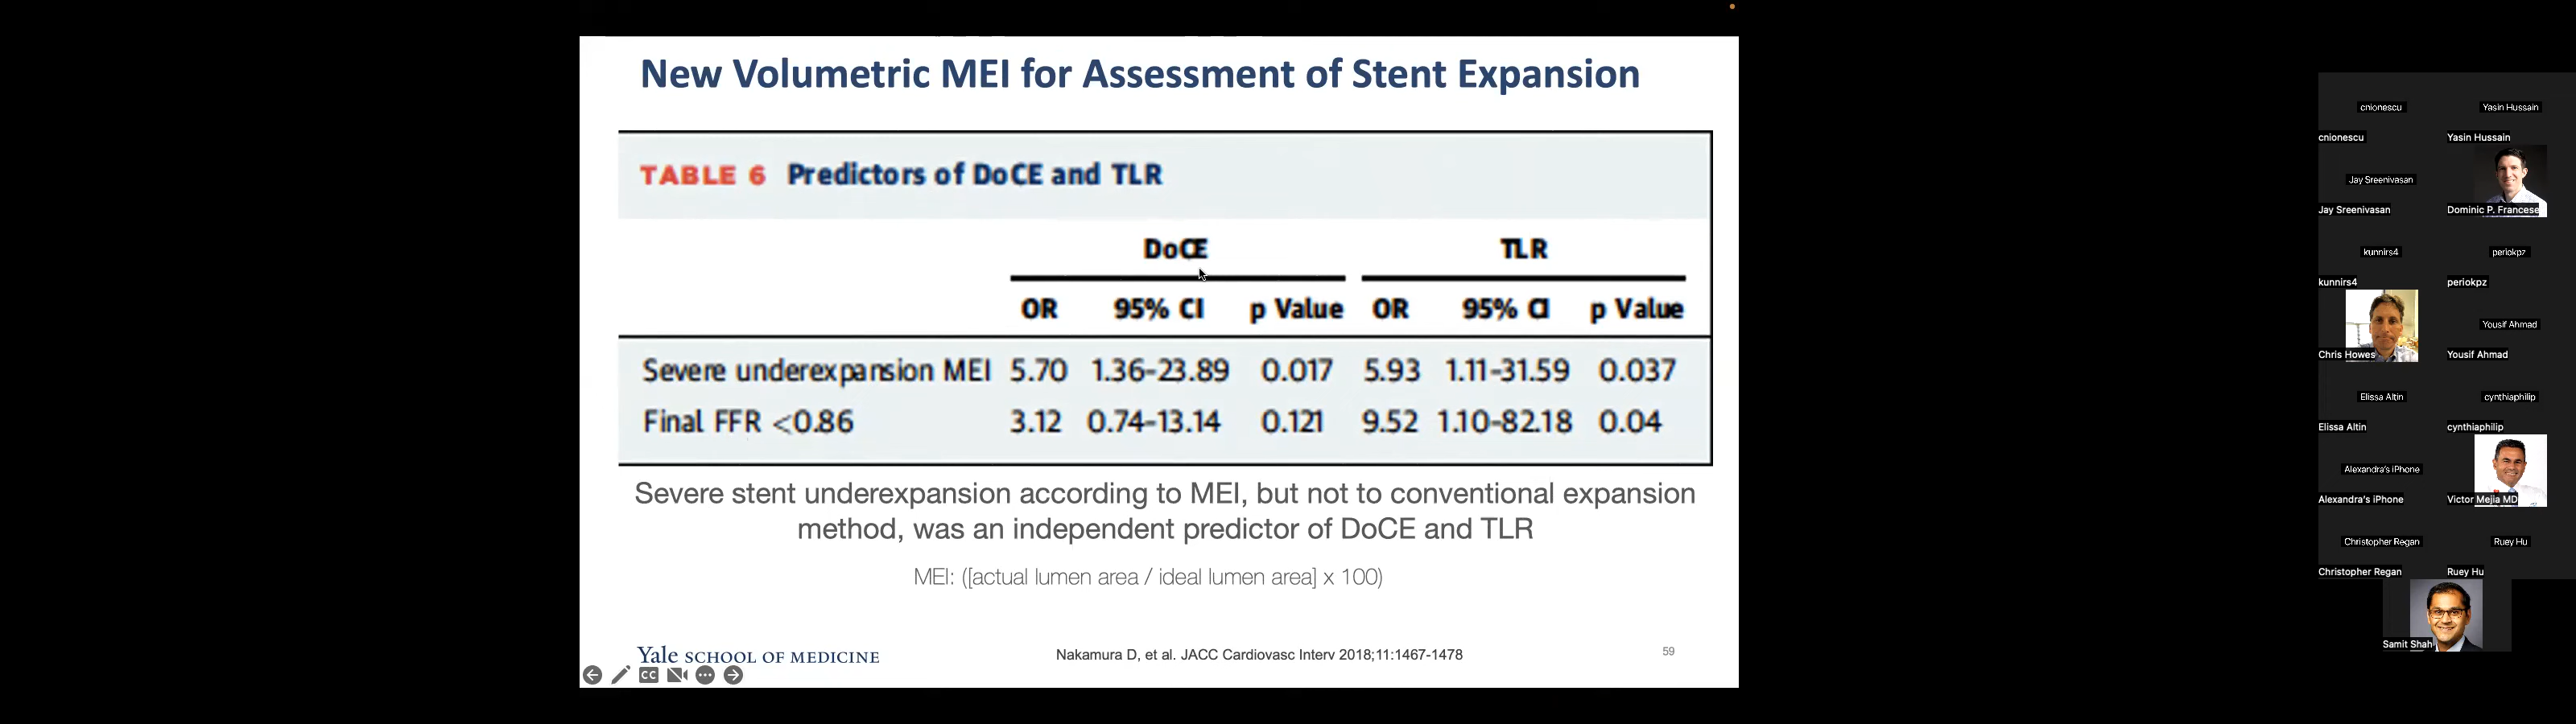 New Volumetric MEI for Assessment of Stent Expansion
TABLE 6 Predictors of DoCE and TLR
DoCE TLR
OR 95% CI p Value OR 95% CI p Value
Severe underexpansion MEI 5.70 1.36–23.89 0.017 5.93 1.11–31.59 0.037
Final FFR <0.86 3.12 0.74–13.14 0.121 9.52 1.10–82.18 0.04
Severe stent underexpansion according to MEI, but not to conventional expansion
method, was an independent predictor of DoCE and TLR
MEI: ([actual lumen area / ideal lumen area] x 100)
Yale SCHOOL OF MEDICINE
Nakamura D, et al. JACC Cardiovasc Interv 2018;11:1467-1478
59
CC
cnionescu Yasin Hussain
cnionescu Yasin Hussain
Jay Sreenivasan
Jay Sreenivasan Dominic P. Francese
kunnirs4 periokpz
kunnirs4 periokpz
Yousif Ahmad
Chris Howes Yousif Ahmad
Elissa Altin cynthiaphilip
Elissa Altin cynthiaphilip
Alexandra's iPhone
Alexandra's iPhone Victor Mejia MD
Christopher Regan Ruey Hu
Christopher Regan Ruey Hu
Samit Shah